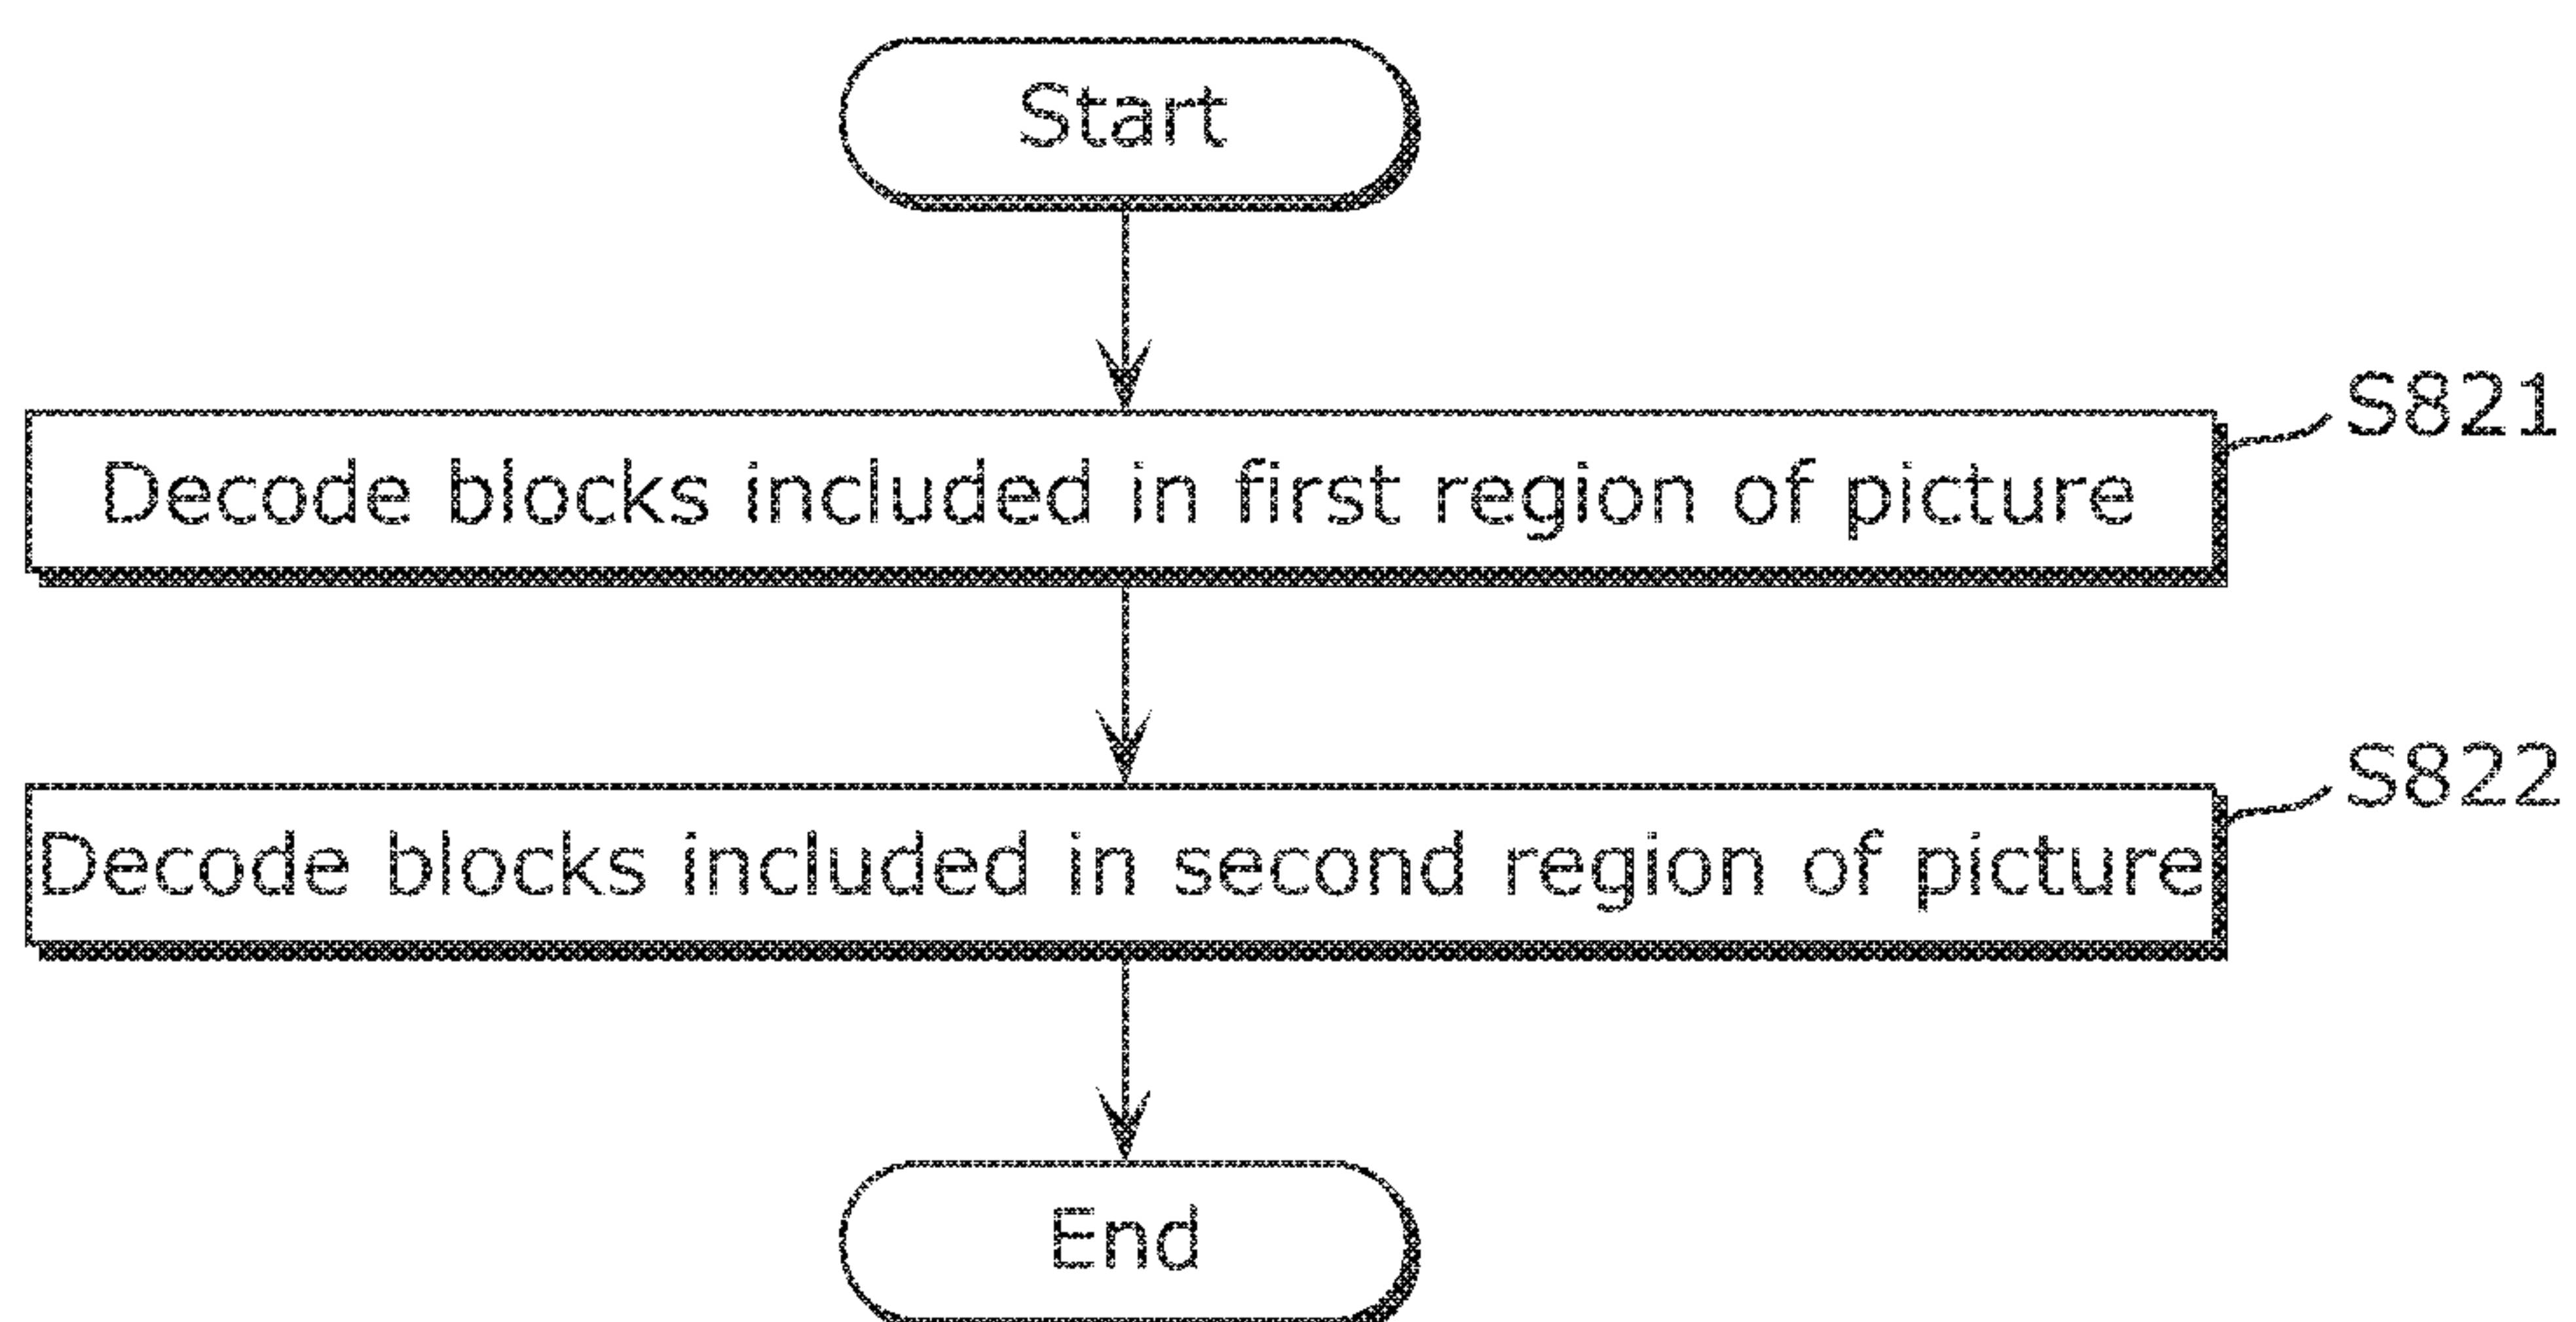 Start
S821
Decode blocks included in first region of picture
S822
Decode blocks included in second region of picture
End